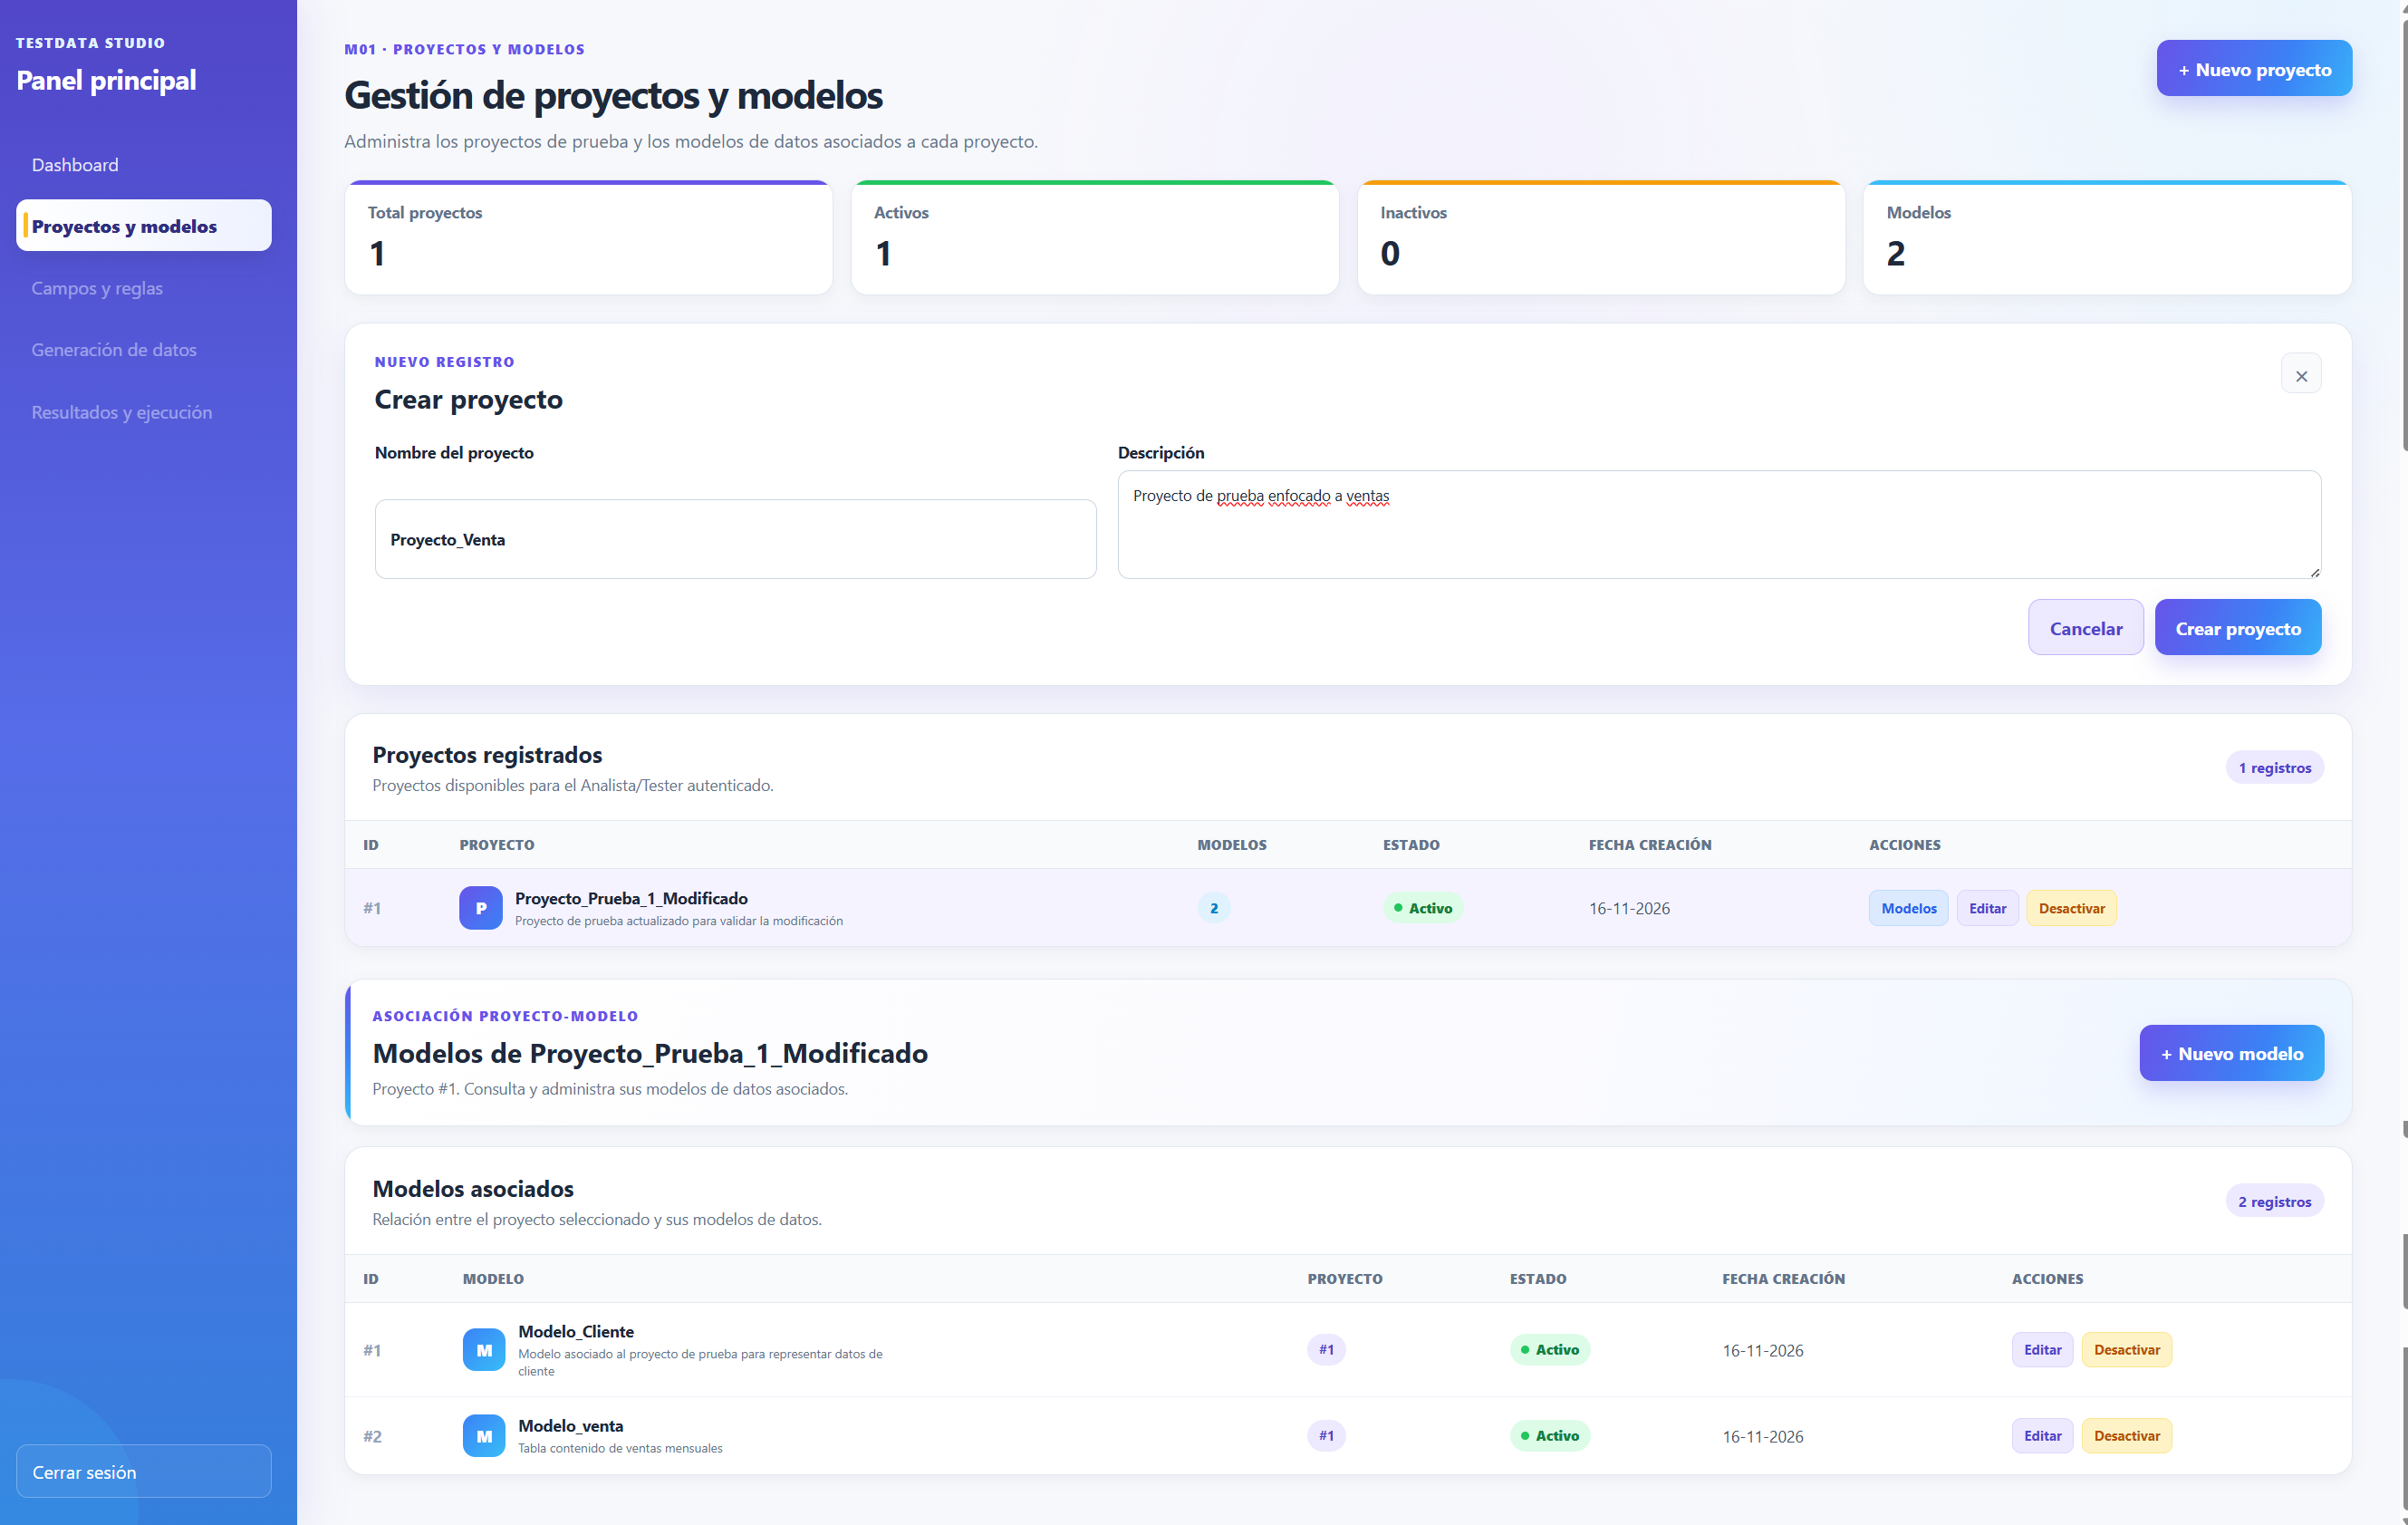 TESTDATA STUDIO
Panel principal
Dashboard
Proyectos y modelos
Campos y reglas
Generación de datos
Resultados y ejecución
Cerrar sesión
M01 · PROYECTOS Y MODELOS
Gestión de proyectos y modelos
Administra los proyectos de prueba y los modelos de datos asociados a cada proyecto.
+ Nuevo proyecto
Total proyectos
1
Activos
1
Inactivos
0
Modelos
2
NUEVO REGISTRO
Crear proyecto
×
Nombre del proyecto
Proyecto_Venta
Descripción
Proyecto de prueba enfocado a ventas
Cancelar
Crear proyecto
Proyectos registrados
Proyectos disponibles para el Analista/Tester autenticado.
1 registros
ID PROYECTO MODELOS ESTADO FECHA CREACIÓN ACCIONES
#1 P Proyecto_Prueba_1_Modificado 2 Activo 16-11-2026 Modelos Editar Desactivar
Proyecto de prueba actualizado para validar la modificación
ASOCIACIÓN PROYECTO-MODELO
Modelos de Proyecto_Prueba_1_Modificado
Proyecto #1. Consulta y administra sus modelos de datos asociados.
+ Nuevo modelo
Modelos asociados
Relación entre el proyecto seleccionado y sus modelos de datos.
2 registros
ID MODELO PROYECTO ESTADO FECHA CREACIÓN ACCIONES
#1 M Modelo_Cliente #1 Activo 16-11-2026 Editar Desactivar
Modelo asociado al proyecto de prueba para representar datos de
cliente
#2 M Modelo_venta #1 Activo 16-11-2026 Editar Desactivar
Tabla contenido de ventas mensuales